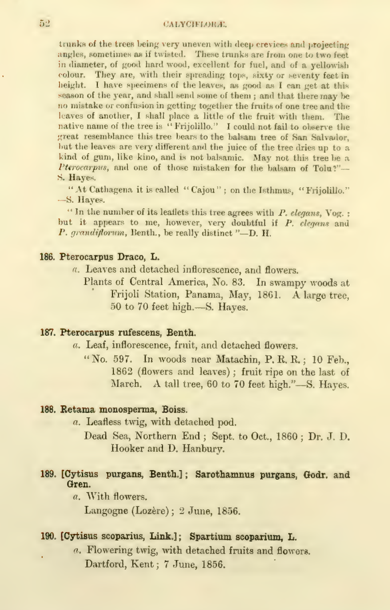 52 CALYCIFLORÆ.
trunks of the trees being very uneven with deep crevices and projecting
angles, sometimes as if twisted. These trunks are from one to two feet
in diameter, of good hard wood, excellent for fuel, and of a yellowish
colour. They are, with their spreading tops, sixty or seventy feet in
height. I have specimens of the leaves, as good as I can get at this
season of the year, and shall send some of them; and that there may be
no mistake or confusion in getting together the fruits of one tree and the
leaves of another, I shall place a little of the fruit with them. The
native name of the tree is "Frijolillo." I could not fail to observe the
great resemblance this tree bears to the balsam tree of San Salvador,
but the leaves are very different and the juice of the tree dries up to a
kind of gum, like kino, and is not balsamic. May not this tree be a
Pterocarpus, and one of those mistaken for the balsam of Tolu?"—
S. Hayes.
"At Cathagena it is called "Cajou"; on the Isthmus, "Frijolillo."
—S. Hayes.
"In the number of its leaflets this tree agrees with P. elegans, Vog. :
but it appears to me, however, very doubtful if P. elegans and
P. grandiflorum, Benth., be really distinct"—D. H.
186. Pterocarpus Draco, L.
a. Leaves and detached inflorescence, and flowers.
Plants of Central America, No. 83. In swampy woods at
Frijoli Station, Panama, May, 1861. A large tree,
50 to 70 feet high.—S. Hayes.
187. Pterocarpus rufescens, Benth.
a. Leaf, inflorescence, fruit, and detached flowers.
"No. 597. In woods near Matachin, P. R. R.; 10 Feb.,
1862 (flowers and leaves); fruit ripe on the last of
March. A tall tree, 60 to 70 feet high."—S. Hayes.
188. Retama monosperma, Boiss.
a. Leafless twig, with detached pod.
Dead Sea, Northern End; Sept. to Oct., 1860; Dr. J. D.
Hooker and D. Hanbury.
189. [Cytisus purgans, Benth.]; Sarothamnus purgans, Godr. and
Gren.
a. With flowers.
Langogne (Lozère); 2 June, 1856.
190. [Cytisus scoparius, Link.]; Spartium scoparium, L.
a. Flowering twig, with detached fruits and flowers.
Dartford, Kent; 7 June, 1856.